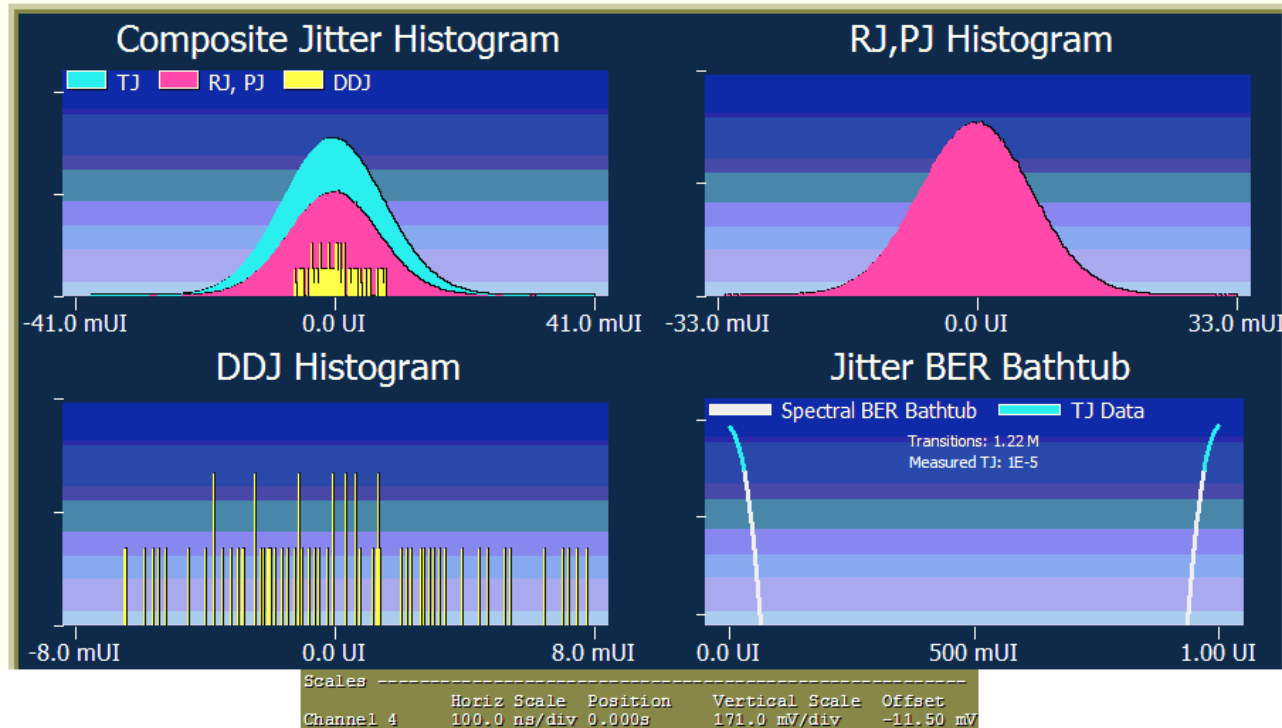 Composite Jitter Histogram
TJ RJ, PJ DDJ
-41.0 mUI 0.0 UI 41.0 mUI
RJ,PJ Histogram
-33.0 mUI 0.0 UI 33.0 mUI
DDJ Histogram
-8.0 mUI 0.0 UI 8.0 mUI
Jitter BER Bathtub
Spectral BER Bathtub TJ Data
Transitions: 1.22 M
Measured TJ: 1E-5
0.0 UI 500 mUI 1.00 UI
Scales --------------------------------------------------------
Horiz Scale Position Vertical Scale Offset
Channel 4 100.0 ns/div 0.000s 171.0 mV/div -11.50 mV